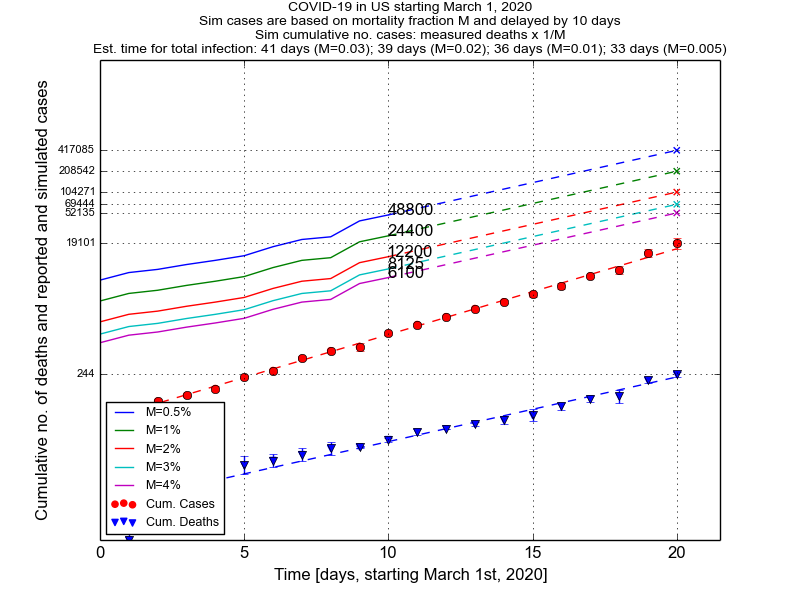 COVID-19 in US starting March 1, 2020
Sim cases are based on mortality fraction M and delayed by 10 days
Sim cumulative no. cases: measured deaths x 1/M
Est. time for total infection: 41 days (M=0.03); 39 days (M=0.02); 36 days (M=0.01); 33 days (M=0.005)
Cumulative no. of deaths and reported and simulated cases
417085
208542
104271
69444
52135
19101
244
48800
24400
12200
8125
6100
M=0.5%
M=1%
M=2%
M=3%
M=4%
Cum. Cases
Cum. Deaths
0 5 10 15 20
Time [days, starting March 1st, 2020]